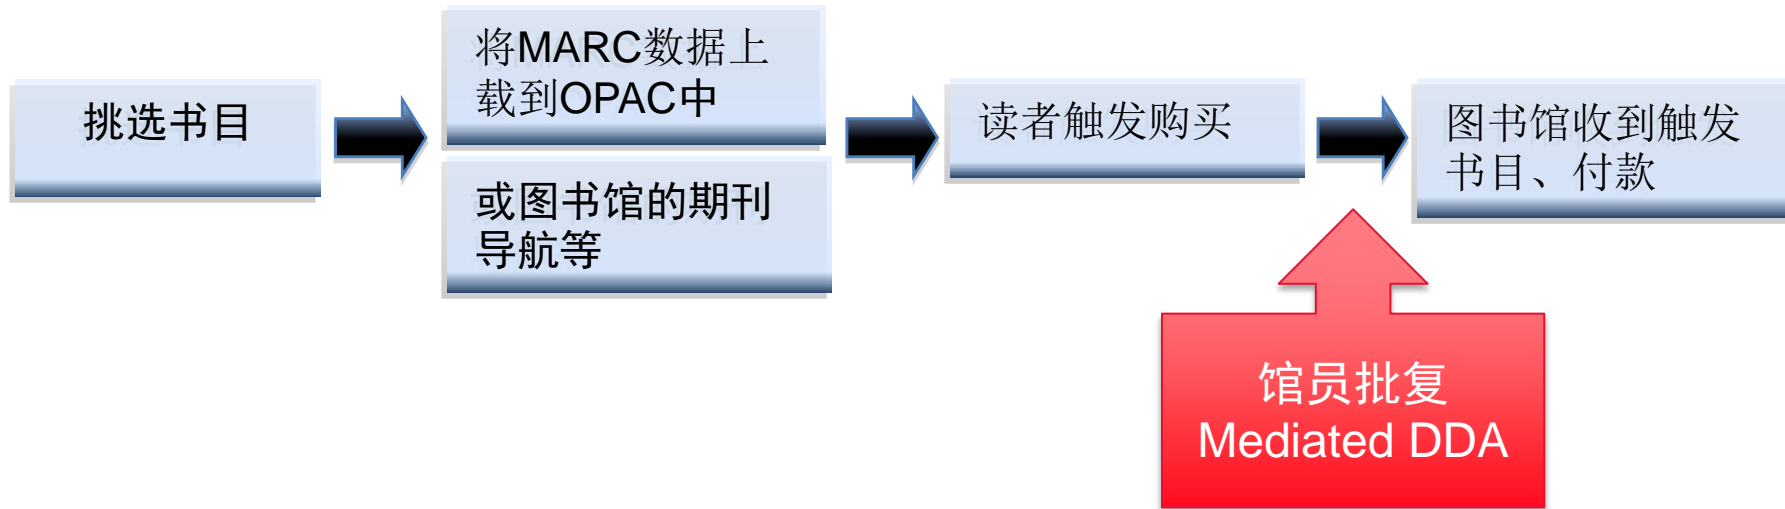 挑选书目
将MARC数据上
载到OPAC中
或图书馆的期刊
导航等
读者触发购买
图书馆收到触发
书目、付款
馆员批复
Mediated DDA